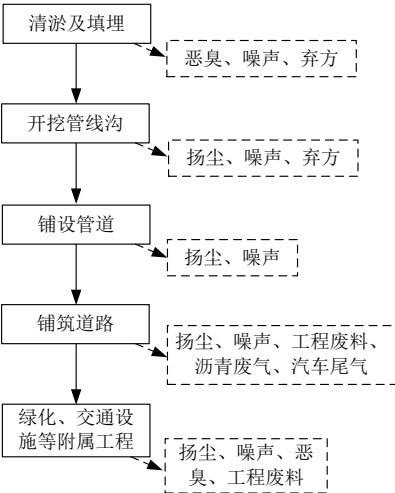 清淤及填埋
恶臭、噪声、弃方
开挖管线沟
扬尘、噪声、弃方
铺设管道
扬尘、噪声
铺筑道路
扬尘、噪声、工程废料、
沥青废气、汽车尾气
绿化、交通设
施等附属工程
扬尘、噪声、恶
臭、工程废料